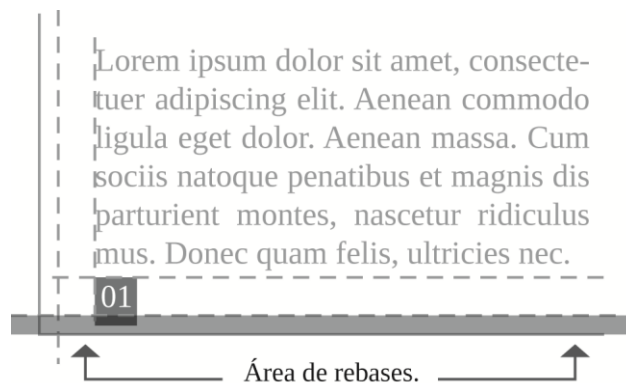 Lorem ipsum dolor sit amet, consecte-
tuer adipiscing elit. Aenean commodo
ligula eget dolor. Aenean massa. Cum
sociis natoque penatibus et magnis dis
parturient montes, nascetur ridiculus
mus. Donec quam felis, ultricies nec.
01
Área de rebases.